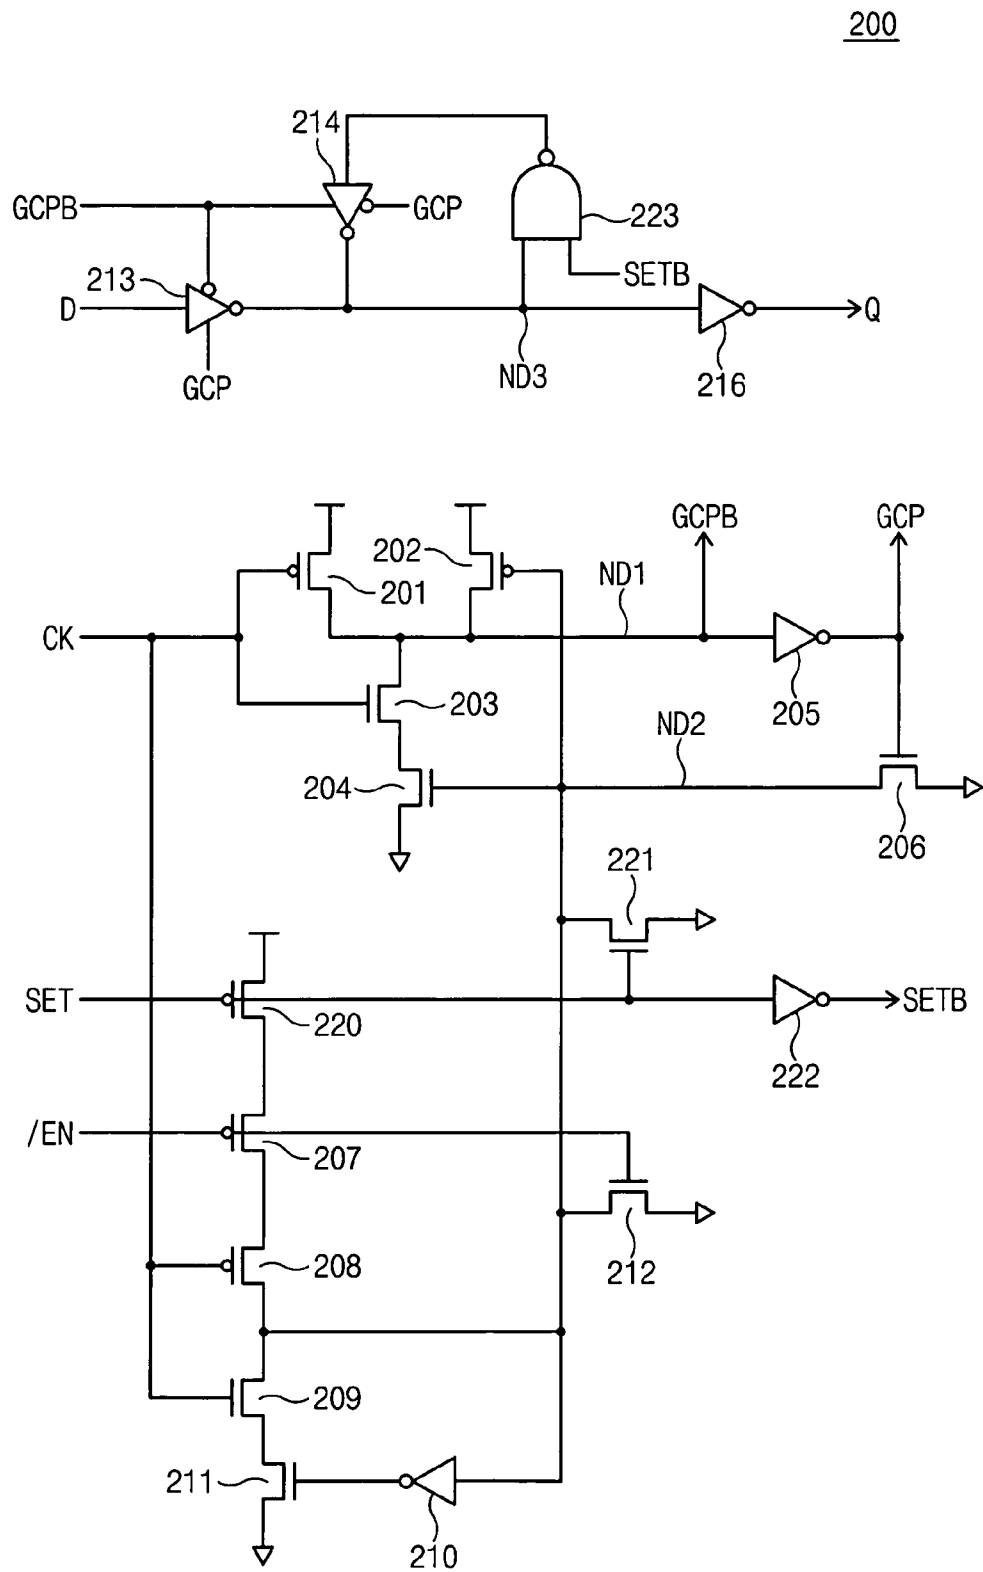 200
214
GCPB
GCP
223
213
SETB
D
Q
ND3
216
GCP
GCPB
GCP
202
201
ND1
CK
203
205
ND2
204
206
221
SET
SETB
220
222
/EN
207
208
212
209
211
210